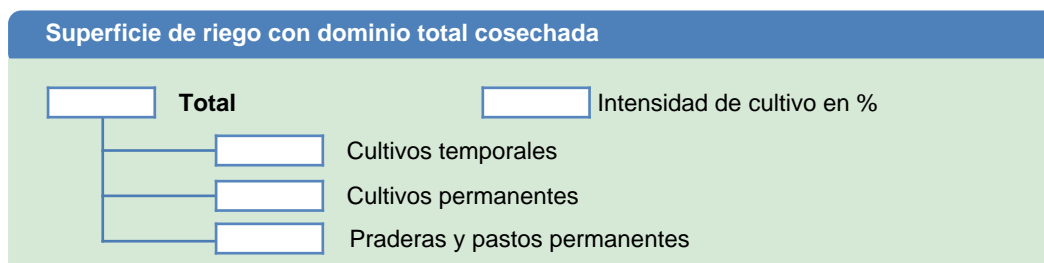 Superficie de riego con dominio total cosechada
Total Intensidad de cultivo en %
Cultivos temporales
Cultivos permanentes
Praderas y pastos permanentes